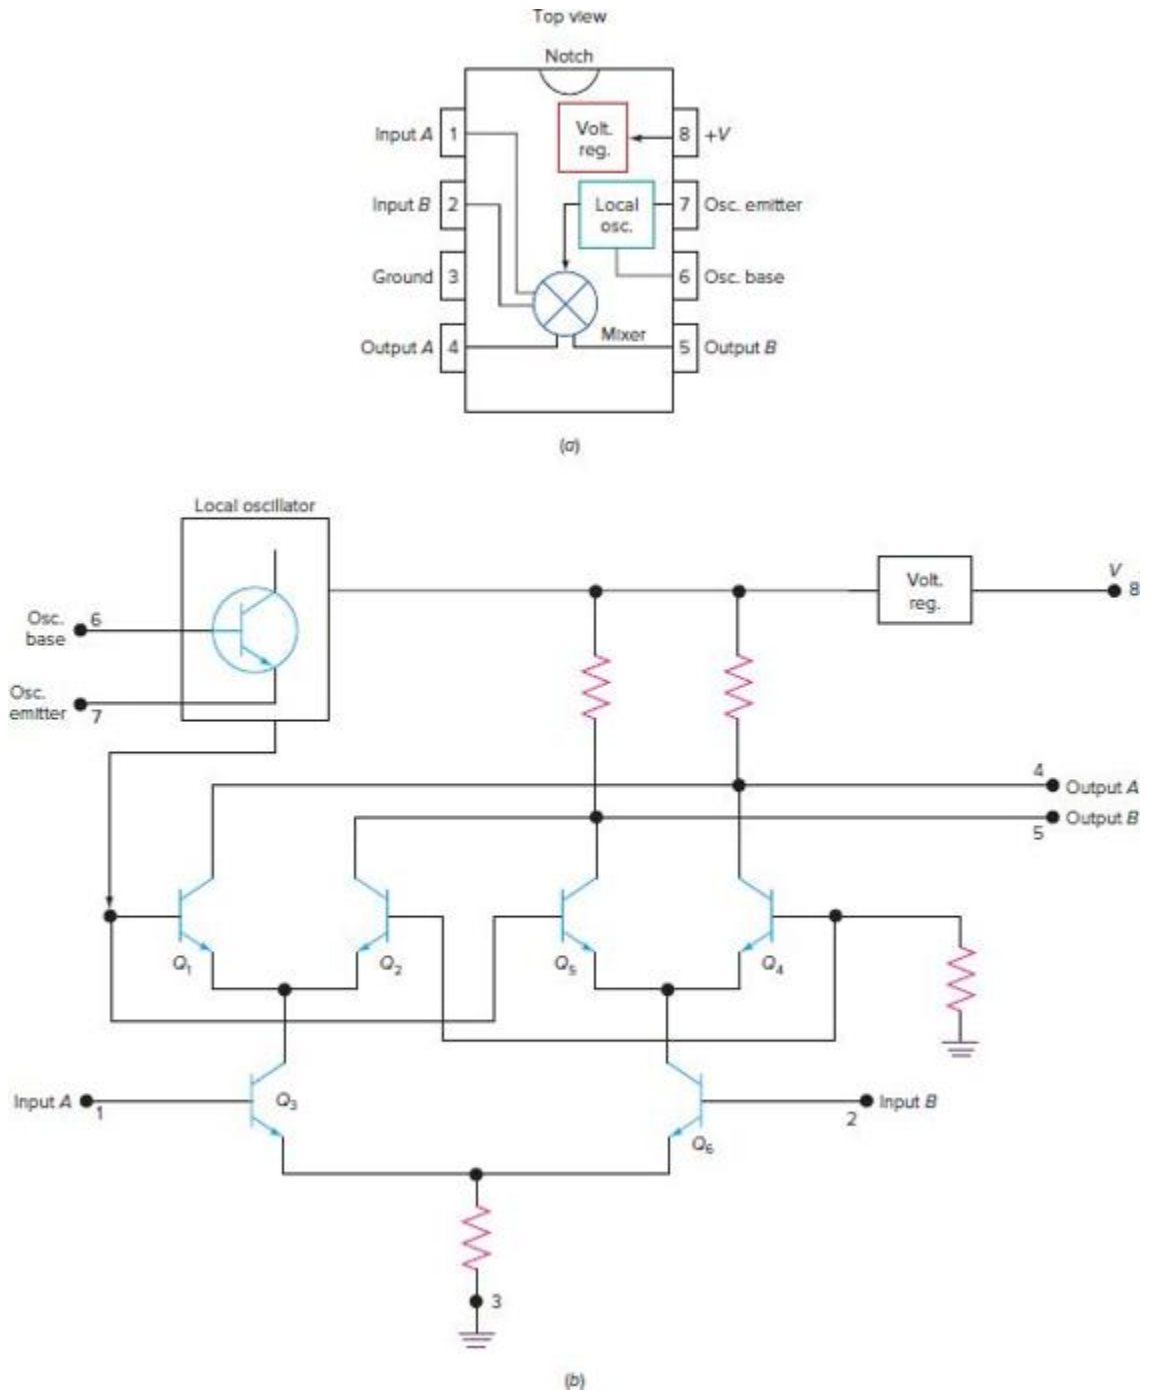 Top view
Notch
Input A 1
Volt.
reg.
8 +V
Input B 2
Local
osc.
7 Osc. emitter
Ground 3
6 Osc. base
Output A 4
Mixer
5 Output B
(a)
Local oscillator
Osc.
base
6
Osc.
emitter
7
Volt.
reg.
V
8
4
Output A
Output B
5
Q1
Q2
Q5
Q4
Input A
1
Q3
Q6
2
Input B
3
(b)